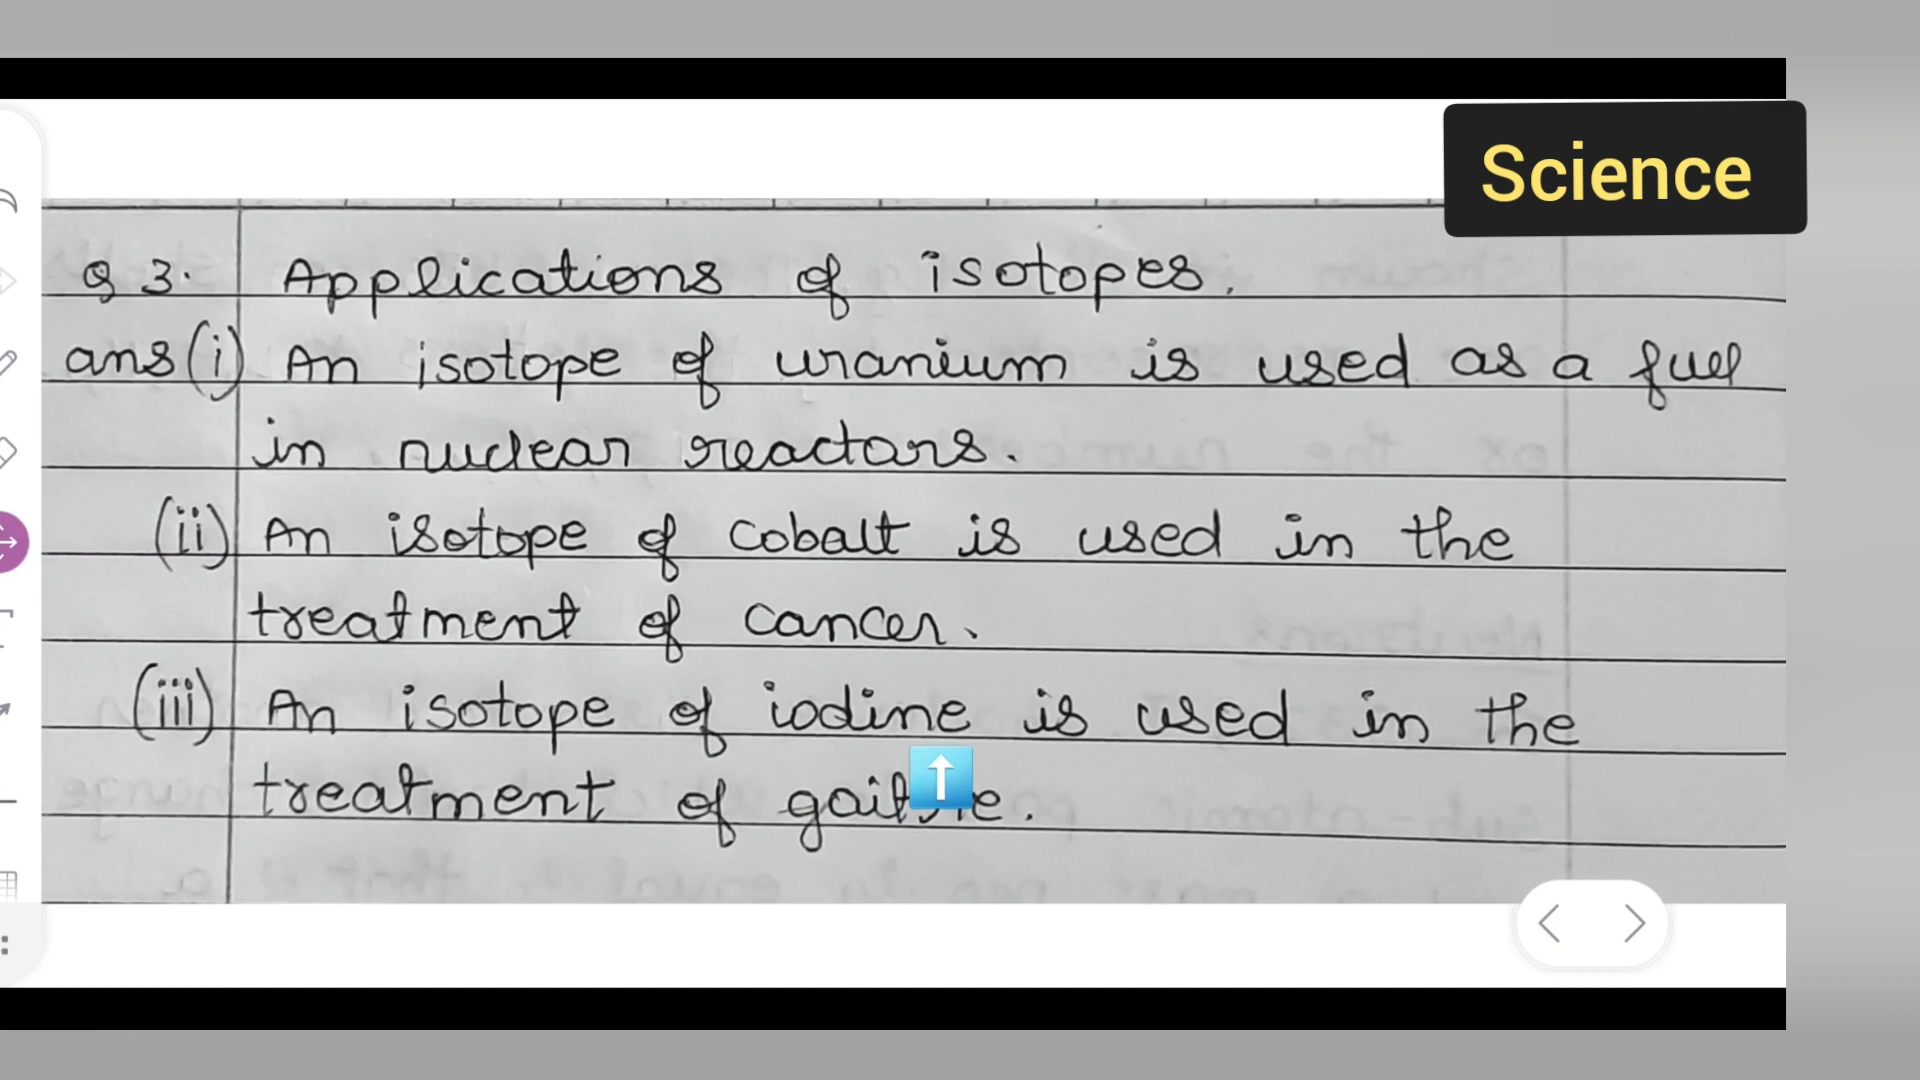 Science
Q 3. Applications of isotopes.
ans (i) An isotope of uranium is used as a fuel
in nuclear reactors.
(ii) An isotope of cobalt is used in the
treatment of cancer.
(iii) An isotope of iodine is used in the
treatment of